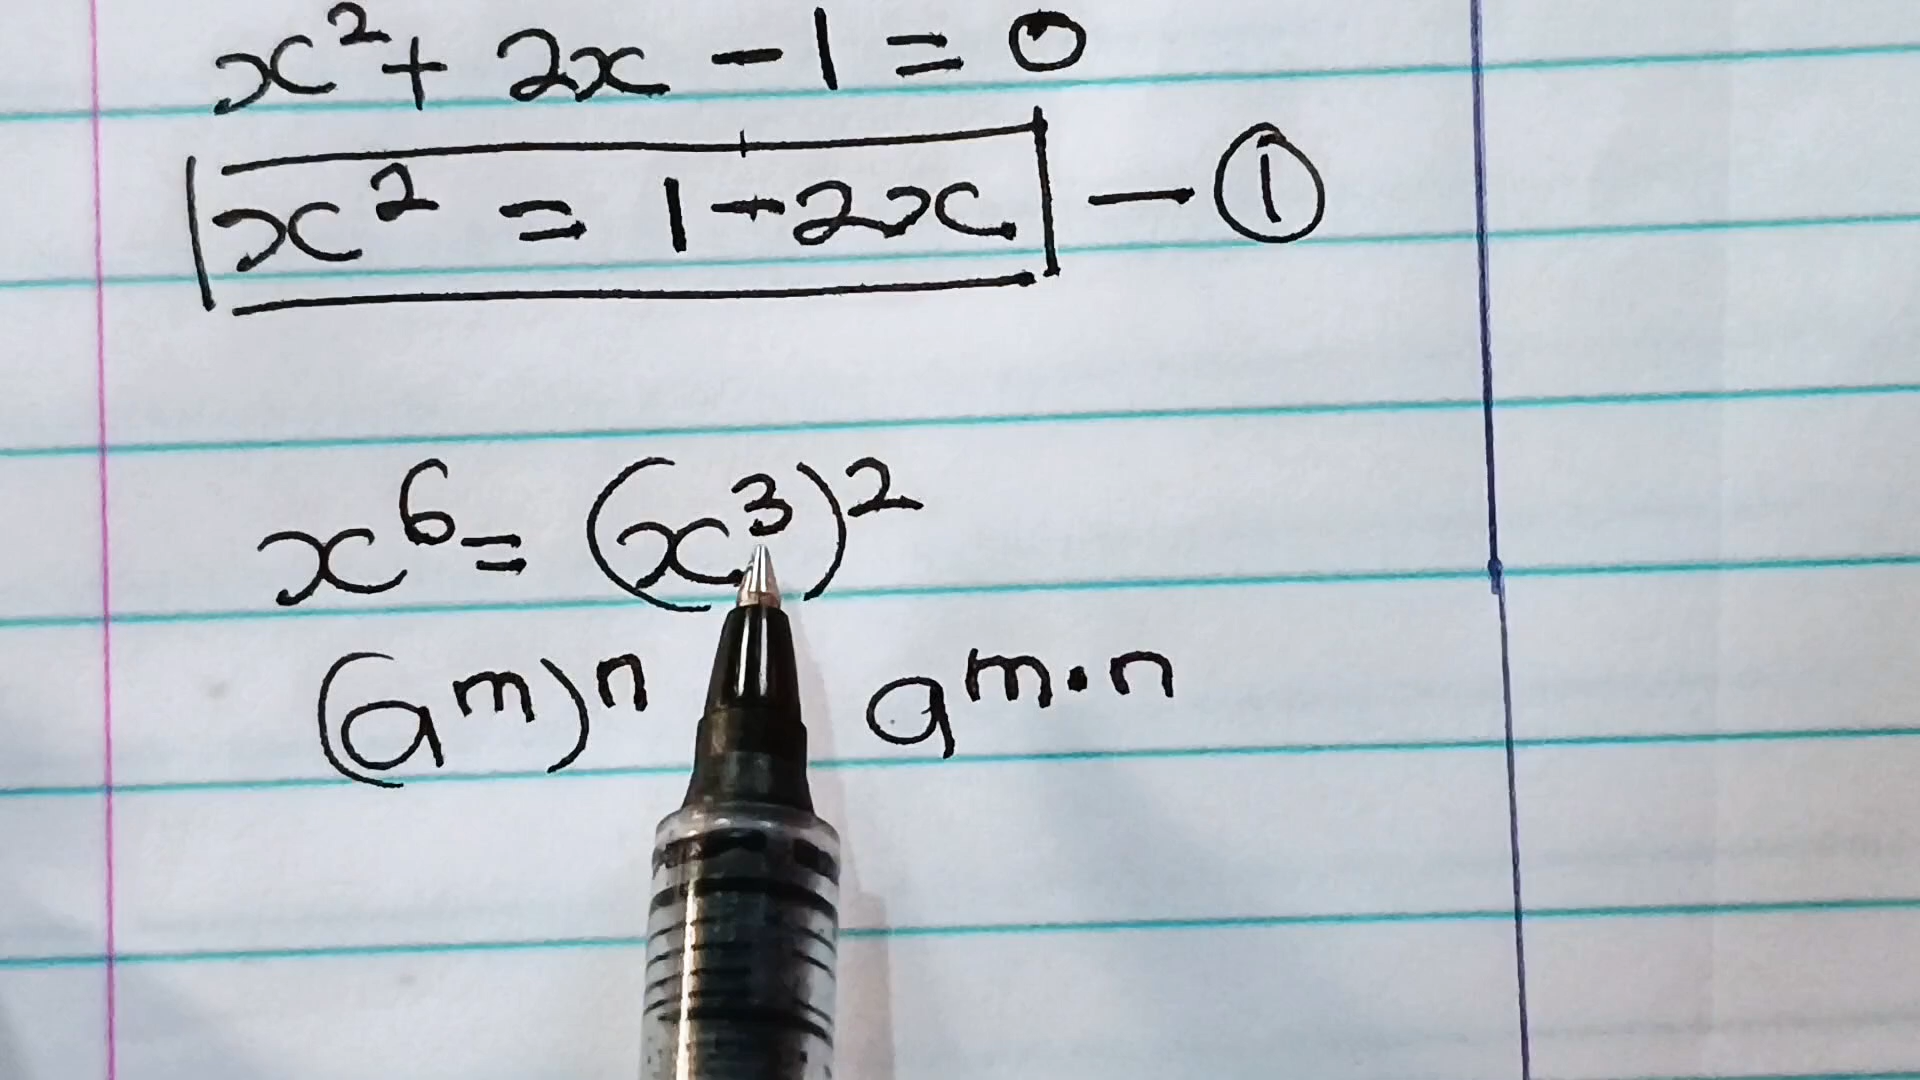 x² + 2x - 1 = 0
x² = 1 - 2x - ①
x⁶ = (x³)²
(aᵐ)ⁿ aᵐ·ⁿ